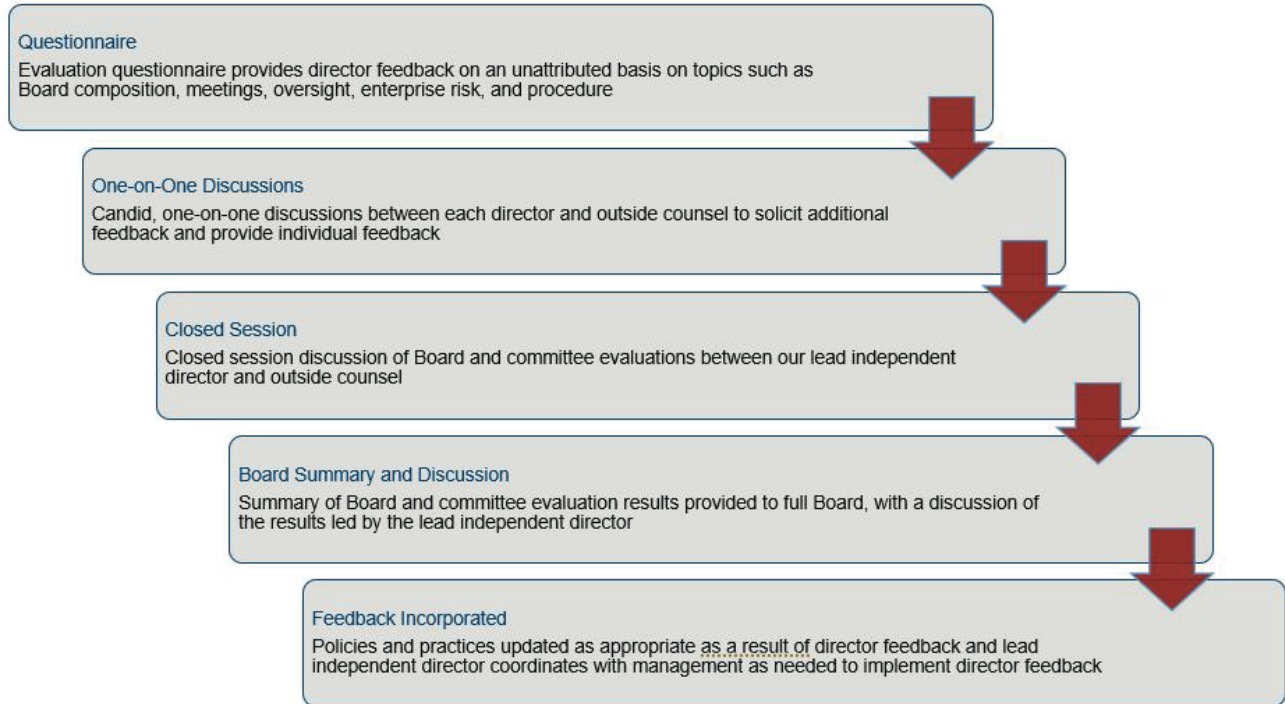 Questionnaire
Evaluation questionnaire provides director feedback on an unattributed basis on topics such as
Board composition, meetings, oversight, enterprise risk, and procedure
One-on-One Discussions
Candid, one-on-one discussions between each director and outside counsel to solicit additional
feedback and provide individual feedback
Closed Session
Closed session discussion of Board and committee evaluations between our lead independent
director and outside counsel
Board Summary and Discussion
Summary of Board and committee evaluation results provided to full Board, with a discussion of
the results led by the lead independent director
Feedback Incorporated
Policies and practices updated as appropriate as a result of director feedback and lead
independent director coordinates with management as needed to implement director feedback